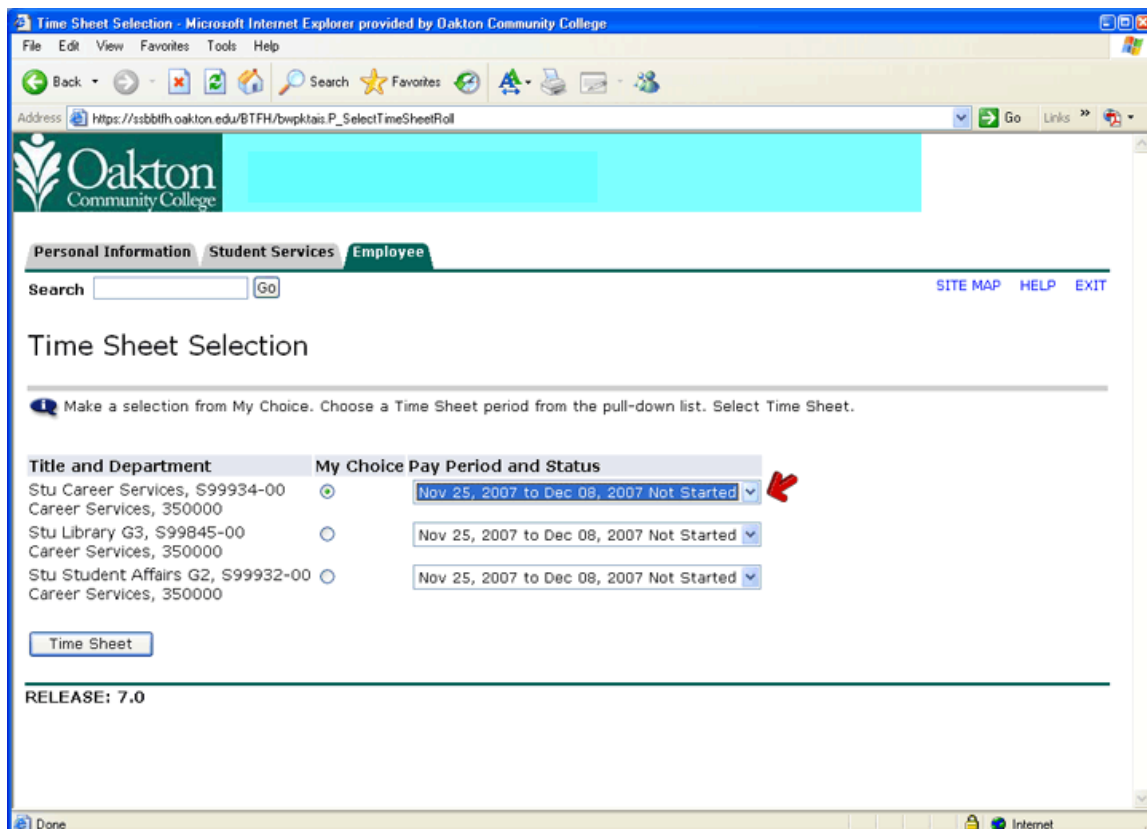 Time Sheet Selection - Microsoft Internet Explorer provided by Oakton Community College
File Edit View Favorites Tools Help
Back Search Favorites
Address https://ssbbtfh.oakton.edu/BTFH/bwpktais.P_SelectTimeSheetRoll Go Links »
Oakton
Community College
Personal Information Student Services Employee
Search Go SITE MAP HELP EXIT
Time Sheet Selection
Make a selection from My Choice. Choose a Time Sheet period from the pull-down list. Select Time Sheet.
Title and Department My Choice Pay Period and Status
Stu Career Services, S99934-00 Nov 25, 2007 to Dec 08, 2007 Not Started
Career Services, 350000
Stu Library G3, S99845-00 Nov 25, 2007 to Dec 08, 2007 Not Started
Career Services, 350000
Stu Student Affairs G2, S99932-00 Nov 25, 2007 to Dec 08, 2007 Not Started
Career Services, 350000
Time Sheet
RELEASE: 7.0
Done Internet